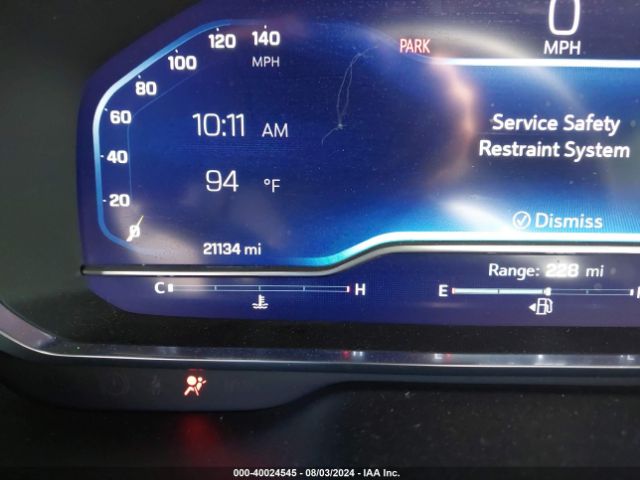 0
MPH
PARK
140
MPH
120
100
80
60
40
20
0
10:11 AM
94 °F
21134 mi
Service Safety
Restraint System
Dismiss
Range: 228 mi
C H
E
000-40024545 - 08/03/2024 - IAA Inc.